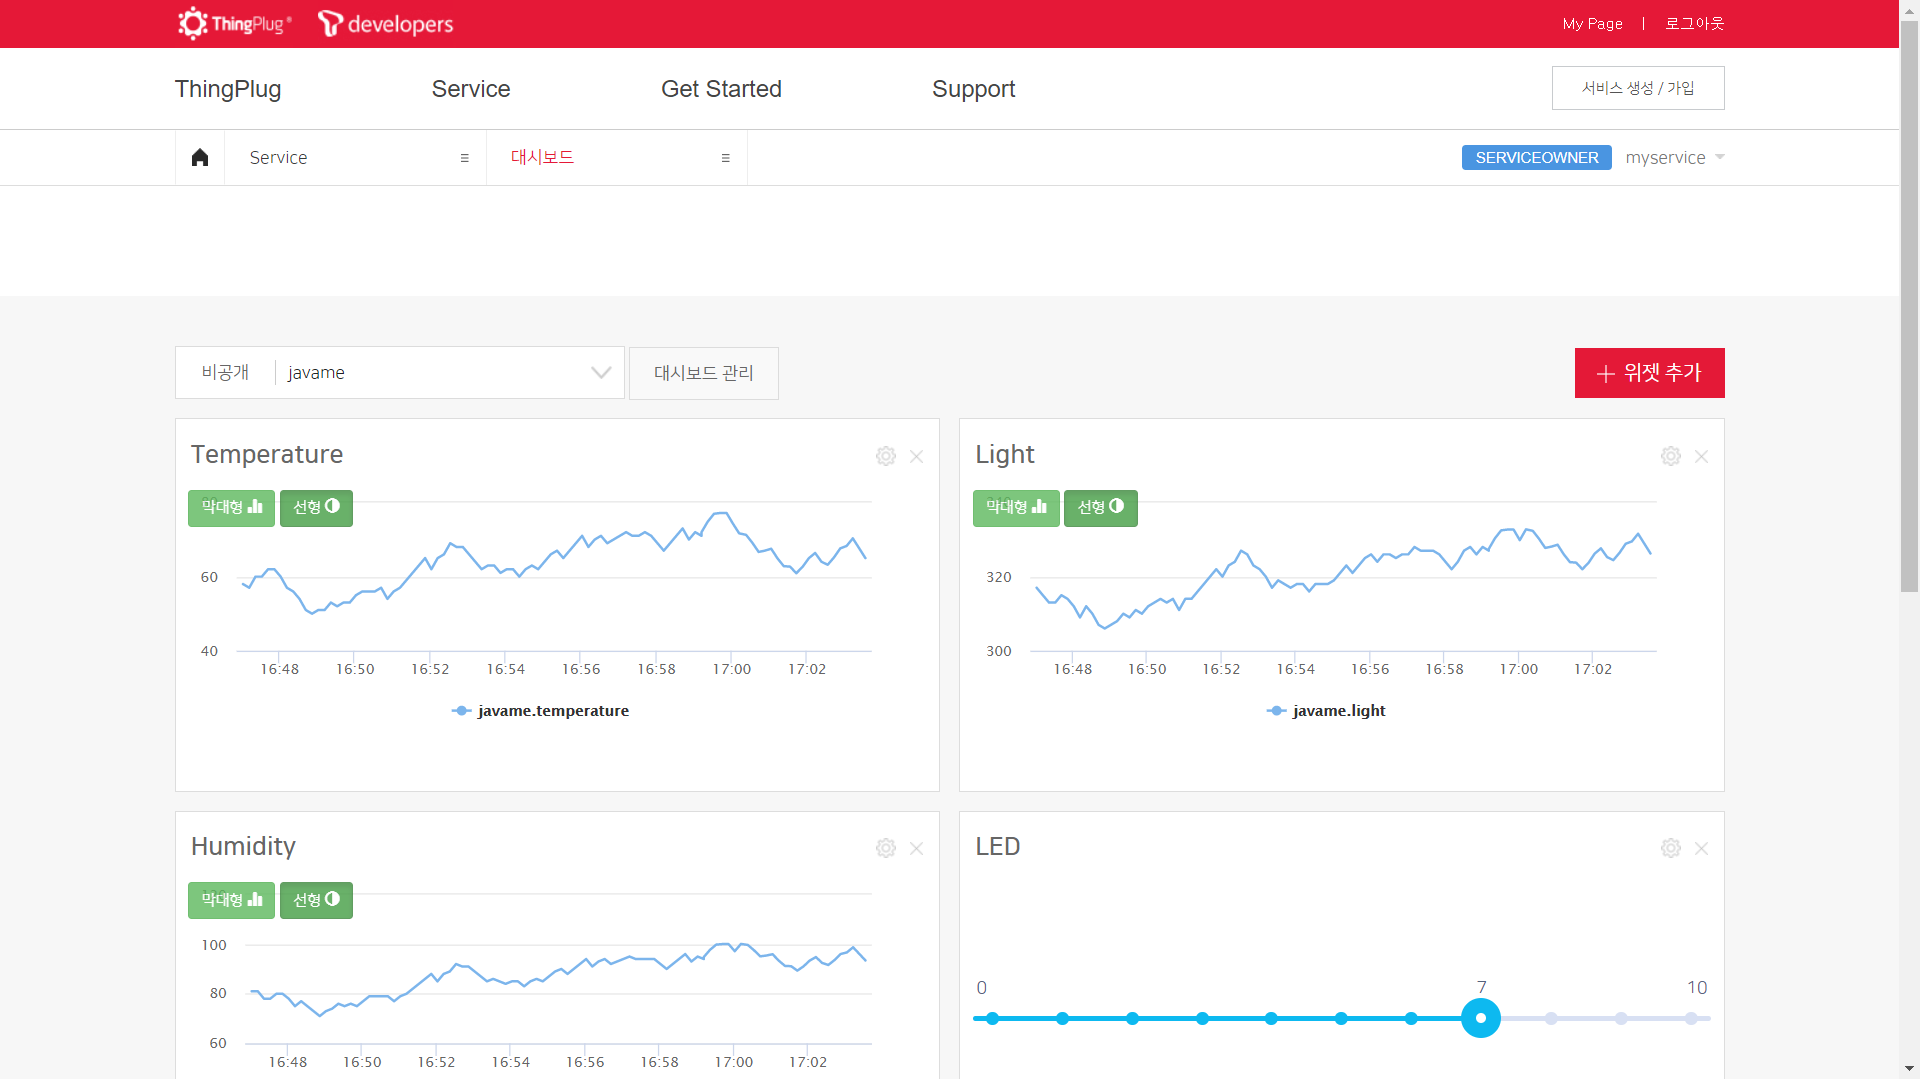 ThingPlug developers My Page | 로그아웃
ThingPlug Service Get Started Support 서비스 생성 / 가입
Service 대시보드 SERVICEOWNER myservice
비공개 javame 대시보드 관리 위젯 추가
Temperature
막대형 선형
60
40
16:48 16:50 16:52 16:54 16:56 16:58 17:00 17:02
javame.temperature
Light
막대형 선형
320
300
16:48 16:50 16:52 16:54 16:56 16:58 17:00 17:02
javame.light
Humidity
막대형 선형
100
80
60
16:48 16:50 16:52 16:54 16:56 16:58 17:00 17:02
LED
0 7 10